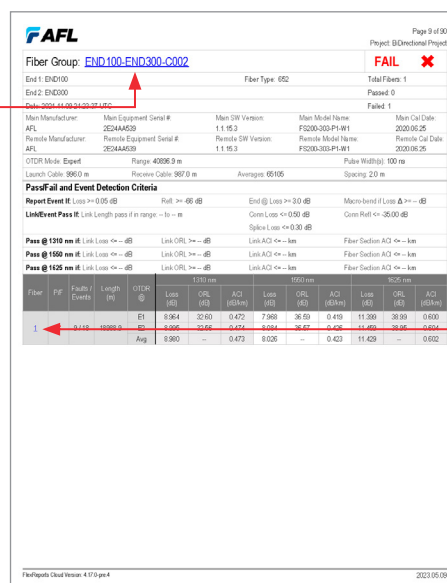 AFL
Page 9 of 90
Project: BiDirectional Project
Fiber Group: END100-END300-C002
FAIL
End 1: END100 Fiber Type: 652 Total Fibers: 1
End 2: END300 Passed: 0
Failed: 1
Main Manufacturer: Main Equipment Serial #: Main SW Version: Main Model Name: Main Cal Date:
AFL 2E24AA539 1.1.15.3 FS200-303-P1-W1 2020.06.25
Remote Manufacturer: Remote Equipment Serial #: Remote SW Version: Remote Model Name: Remote Cal Date
AFL 2E24AA539 1.1.15.3 FS200-303-P1-W1 2020.06.25
OTDR Mode: Expert Range: 40896.9 m Pulse Width(s): 100 ns
Launch Cable: 996.0 m Receive Cable: 987.0 m Averages: 65105 Spacing: 2.0 m
Pass/Fail and Event Detection Criteria
Report Event If: Loss >= 0.05 dB Refl. >= -66 dB End @ Loss >= 3.0 dB Macro-bend if Loss Δ >= -- dB
Link/Event Pass If: Link Length pass if in range: -- to -- m Conn Loss <= 0.50 dB Conn Refl <= -35.00 dB
Splice Loss <= 0.30 dB
Pass @ 1310 nm if: Link Loss <= -- dB Link ORL >= -- dB Link ACI <= -- km Fiber Section ACI <= -- km
Pass @ 1550 nm if: Link Loss <= -- dB Link ORL >= -- dB Link ACI <= -- km Fiber Section ACI <= -- km
Pass @ 1625 nm if: Link Loss <= -- dB Link ORL >= -- dB Link ACI <= -- km Fiber Section ACI <= -- km
1310 nm 1550 nm 1625 nm
Fiber P/F Faults / Events Length (m) OTDR @ Loss (dB) ORL (dB) ACI (dB/km) Loss (dB) ORL (dB) ACI (dB/km) Loss (dB) ORL (dB) ACI (dB/km)
E1 8.964 32.60 0.472 7.968 36.59 0.419 11.399 38.99 0.600
1 E2
Avg. 8.980 -- 0.473 8.026 -- 0.423 11.429 -- 0.602
FlexReports Cloud Version: 4.17.0-pre.4 2023.05.09